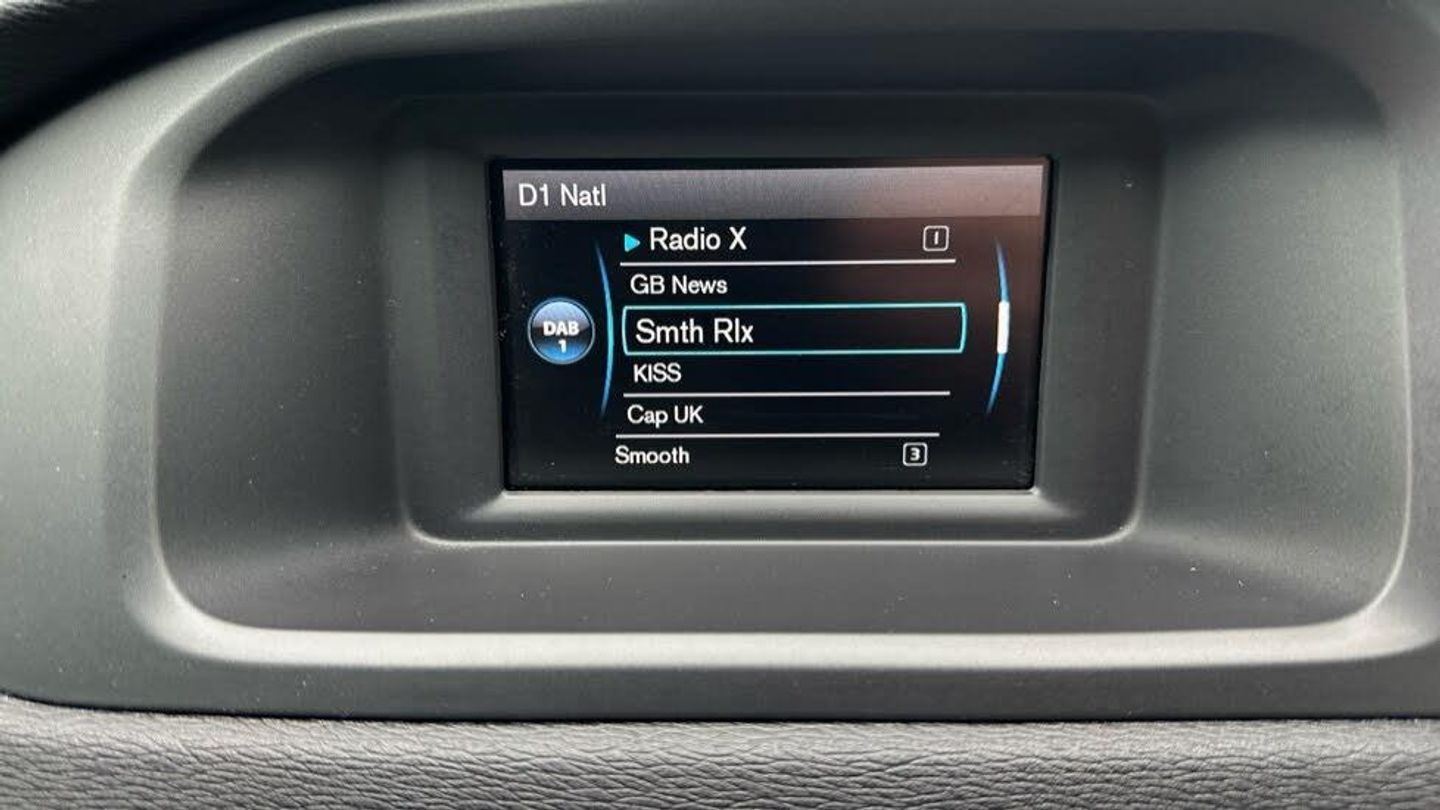 D1 Natl
Radio X 1
GB News
DAB
1
Smth Rlx
KISS
Cap UK
Smooth 3